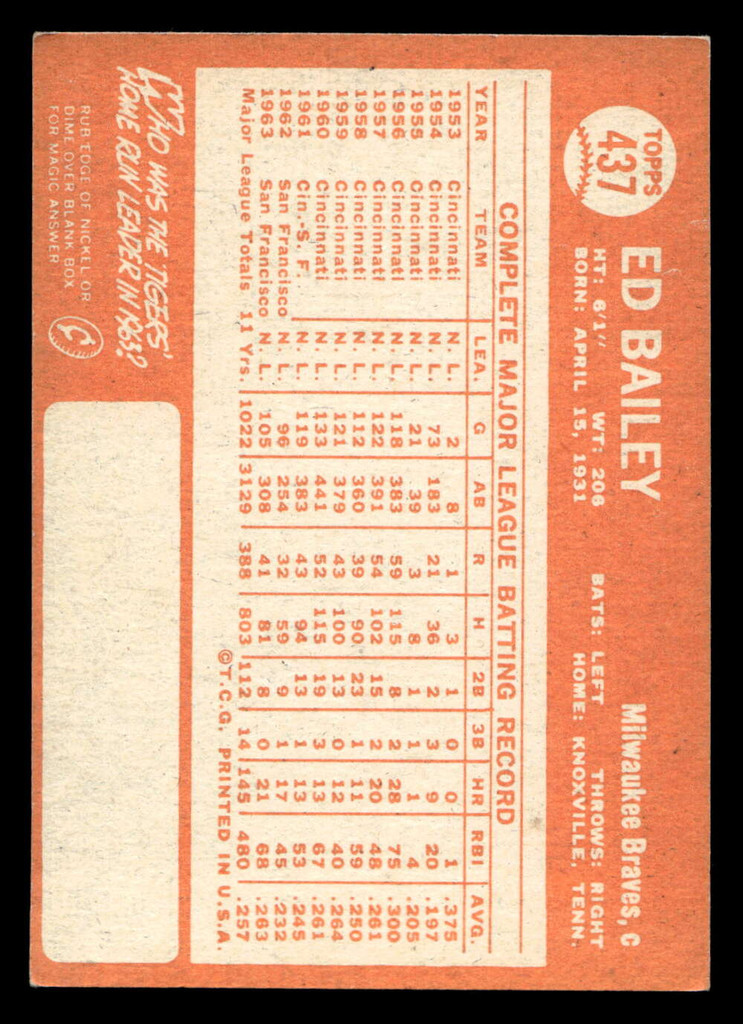 TOPPS
437
ED BAILEY
Milwaukee Braves, c
HT: 6/1" WT: 206 BATS: LEFT THROWS: RIGHT
BORN: APRIL 15, 1931 HOME: KNOXVILLE, TENN.
COMPLETE MAJOR LEAGUE BATTING RECORD
YEAR TEAM LEA. G AB R H 2B 3B HR RBI AVG.
1953 Cincinnati N. L. 2 8 1 3 1 0 0 1 .375
1954 Cincinnati N. L. 73 183 21 36 2 3 9 20 .197
1955 Cincinnati N. L. 21 39 3 8 1 1 1 4 .205
1956 Cincinnati N. L. 118 383 59 115 8 2 28 75 .300
1957 Cincinnati N. L. 122 391 54 102 15 2 20 48 .261
1958 Cincinnati N. L. 112 360 39 90 23 1 11 59 .250
1959 Cincinnati N. L. 121 379 43 100 13 0 12 40 .264
1960 Cincinnati N. L. 133 441 52 115 19 3 13 67 .261
1961 Cin.-S. F. N. L. 119 383 43 94 13 1 13 53 .245
1962 San Francisco N. L. 96 254 32 59 9 1 17 45 .232
1963 San Francisco N. L. 105 308 41 81 8 0 21 68 .263
Major League Totals 11 Yrs. 1022 3129 388 803 112 14 145 480 .257
©T.C.G. PRINTED IN U.S.A.
WHO WAS THE TIGERS'
HOME RUN LEADER IN 1963?
RUB EDGE OF NICKEL OR
DIME OVER BLANK BOX
FOR MAGIC ANSWER